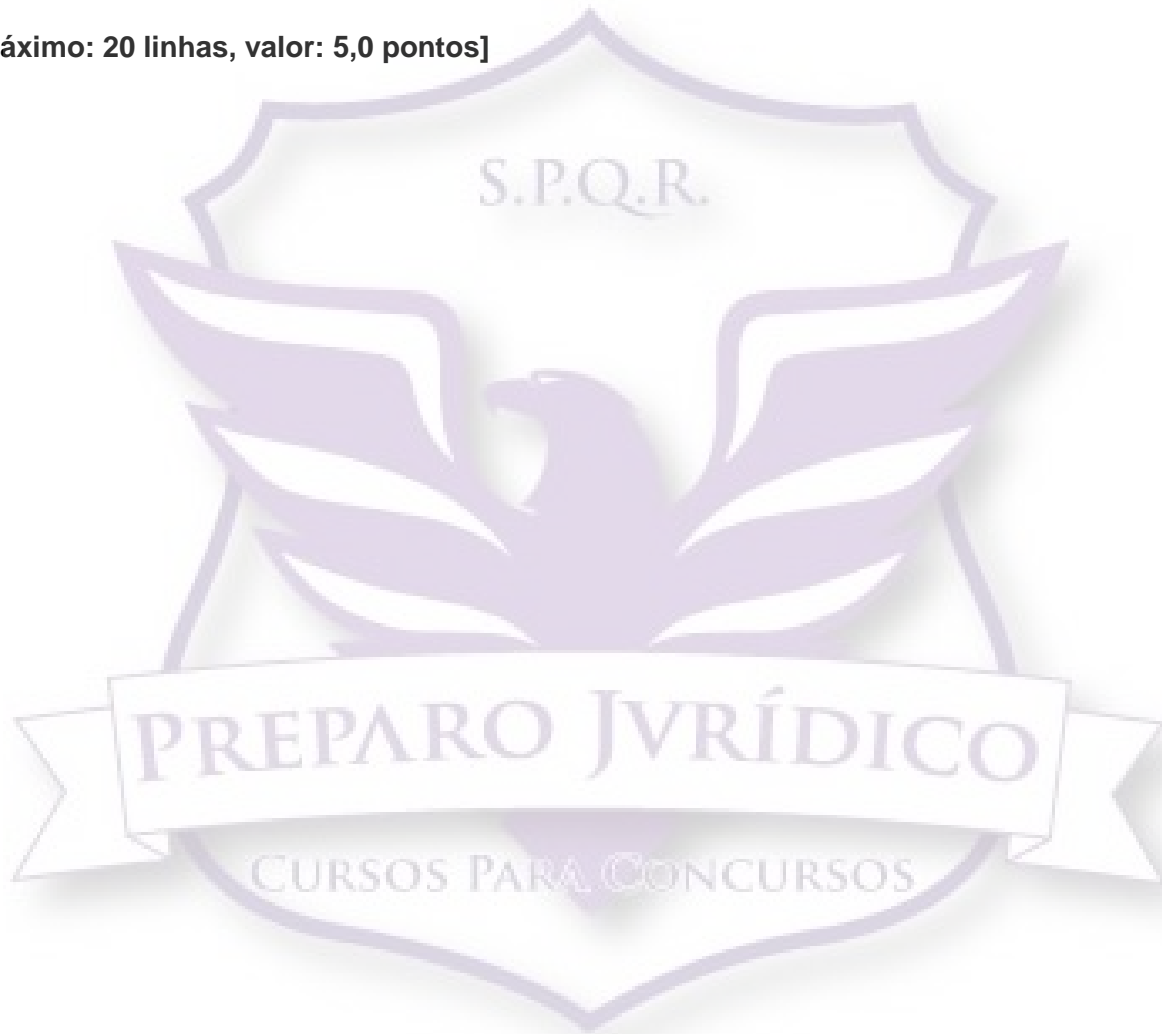 áximo: 20 linhas, valor: 5,0 pontos]
S.P.Q.R.
PREPARO JVRÍDICO
CURSOS PARA CONCURSOS